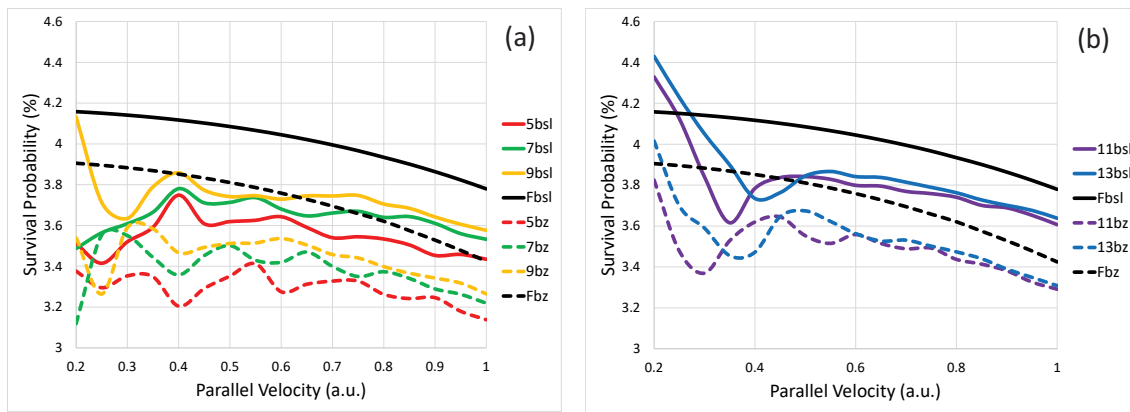 (a)
4.6
4.4
4.2
4
3.8
3.6
3.4
3.2
3
Survival Probability (%)
0.2
0.3
0.4
0.5
0.6
0.7
0.8
0.9
1
Parallel Velocity (a.u.)
5bsl
7bsl
9bsl
Fbsl
5bz
7bz
9bz
Fbz
(b)
4.6
4.4
4.2
4
3.8
3.6
3.4
3.2
3
Survival Probability (%)
0.2
0.4
0.6
0.8
1
Parallel Velocity (a.u.)
11bsl
13bsl
Fbsl
11bz
13bz
Fbz